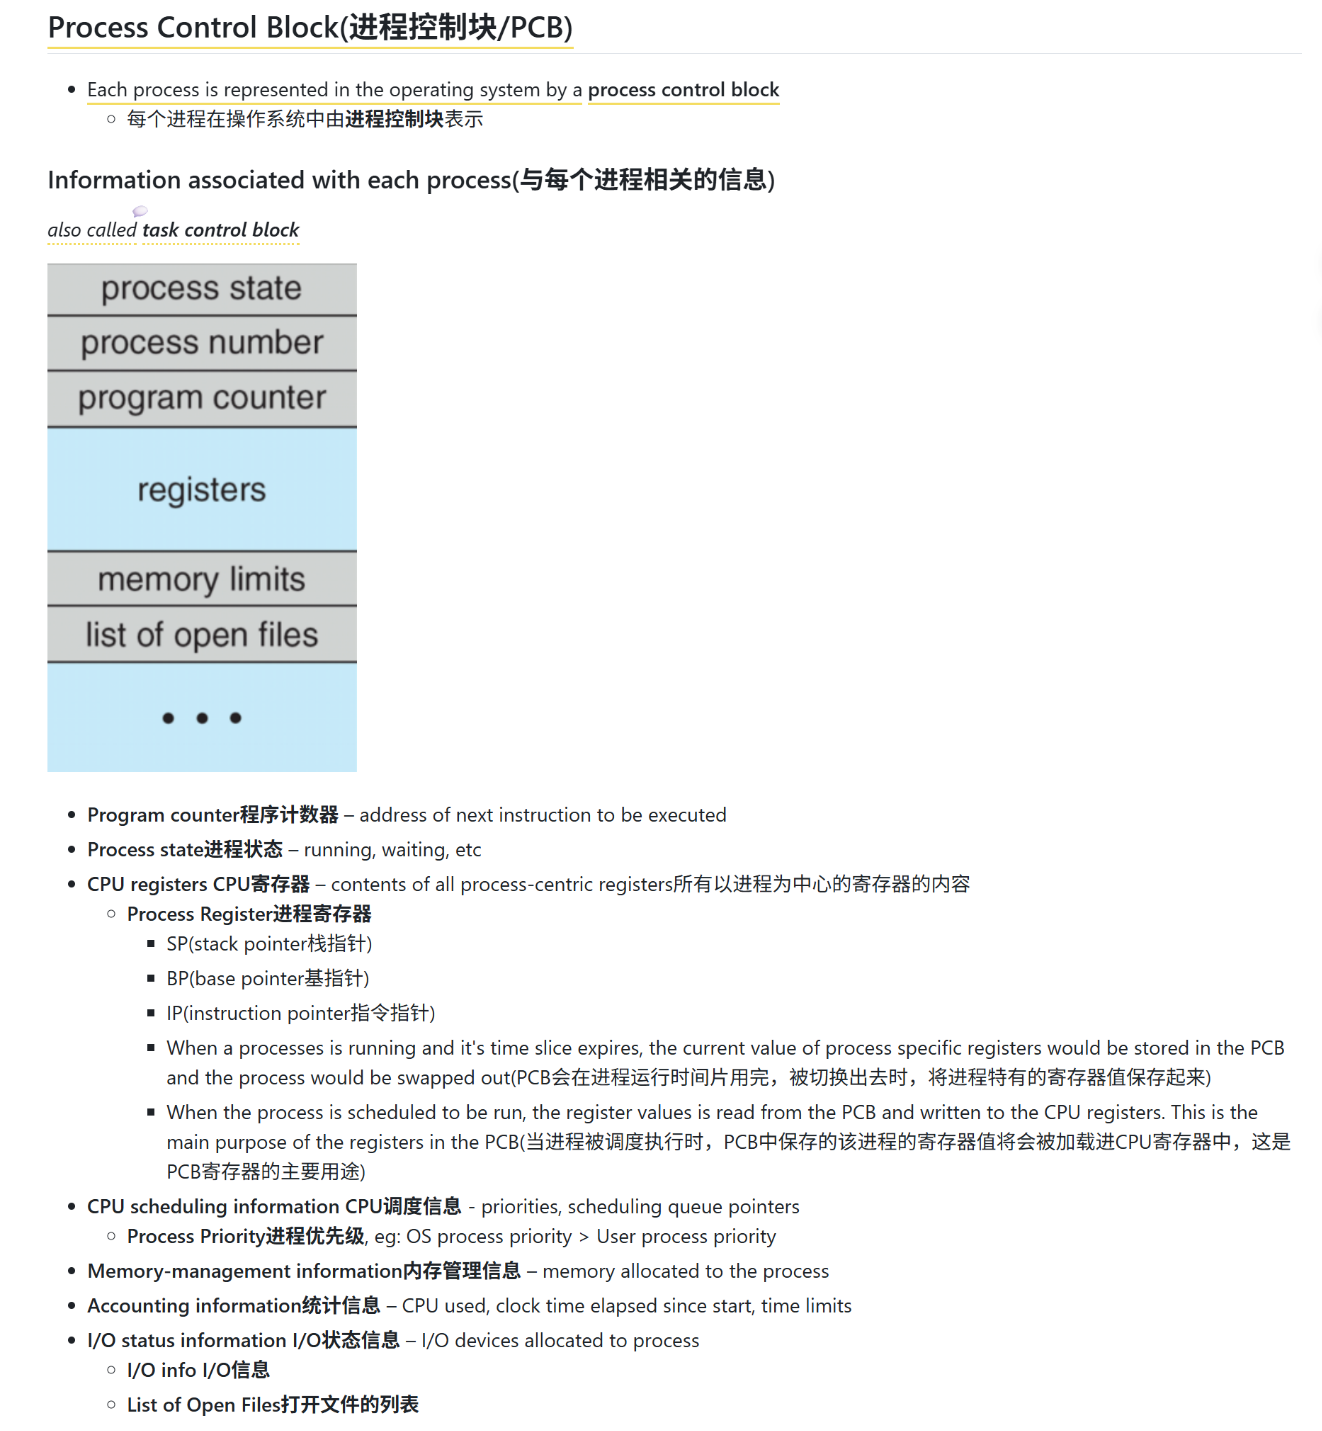 Process Control Block(进程控制块/PCB)
Each process is represented in the operating system by a process control block
每个进程在操作系统中由进程控制块表示
Information associated with each process(与每个进程相关的信息)
also called task control block
process state
process number
program counter
registers
memory limits
list of open files
• • •
Program counter程序计数器 – address of next instruction to be executed
Process state进程状态 – running, waiting, etc
CPU registers CPU寄存器 – contents of all process-centric registers所有以进程为中心的寄存器的内容
Process Register进程寄存器
SP(stack pointer栈指针)
BP(base pointer基指针)
IP(instruction pointer指令指针)
When a processes is running and it's time slice expires, the current value of process specific registers would be stored in the PCB
and the process would be swapped out(PCB会在进程运行时间片用完，被切换出去时，将进程特有的寄存器值保存起来)
When the process is scheduled to be run, the register values is read from the PCB and written to the CPU registers. This is the
main purpose of the registers in the PCB(当进程被调度执行时，PCB中保存的该进程的寄存器值将会被加载进CPU寄存器中，这是
PCB寄存器的主要用途)
CPU scheduling information CPU调度信息 - priorities, scheduling queue pointers
Process Priority进程优先级, eg: OS process priority > User process priority
Memory-management information内存管理信息 – memory allocated to the process
Accounting information统计信息 – CPU used, clock time elapsed since start, time limits
I/O status information I/O状态信息 – I/O devices allocated to process
I/O info I/O信息
List of Open Files打开文件的列表